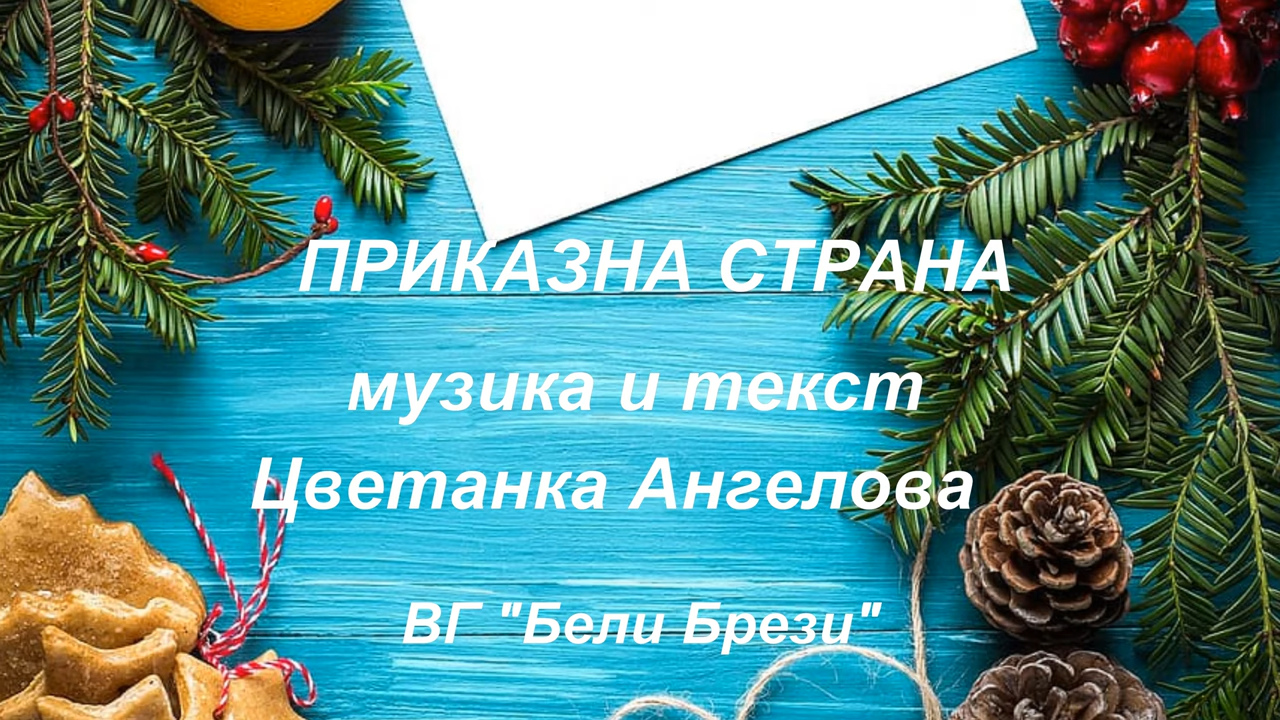 ПРИКАЗНА СТРАНА
музика и текст
Цветанка Ангелова
ВГ "Бели Брези"